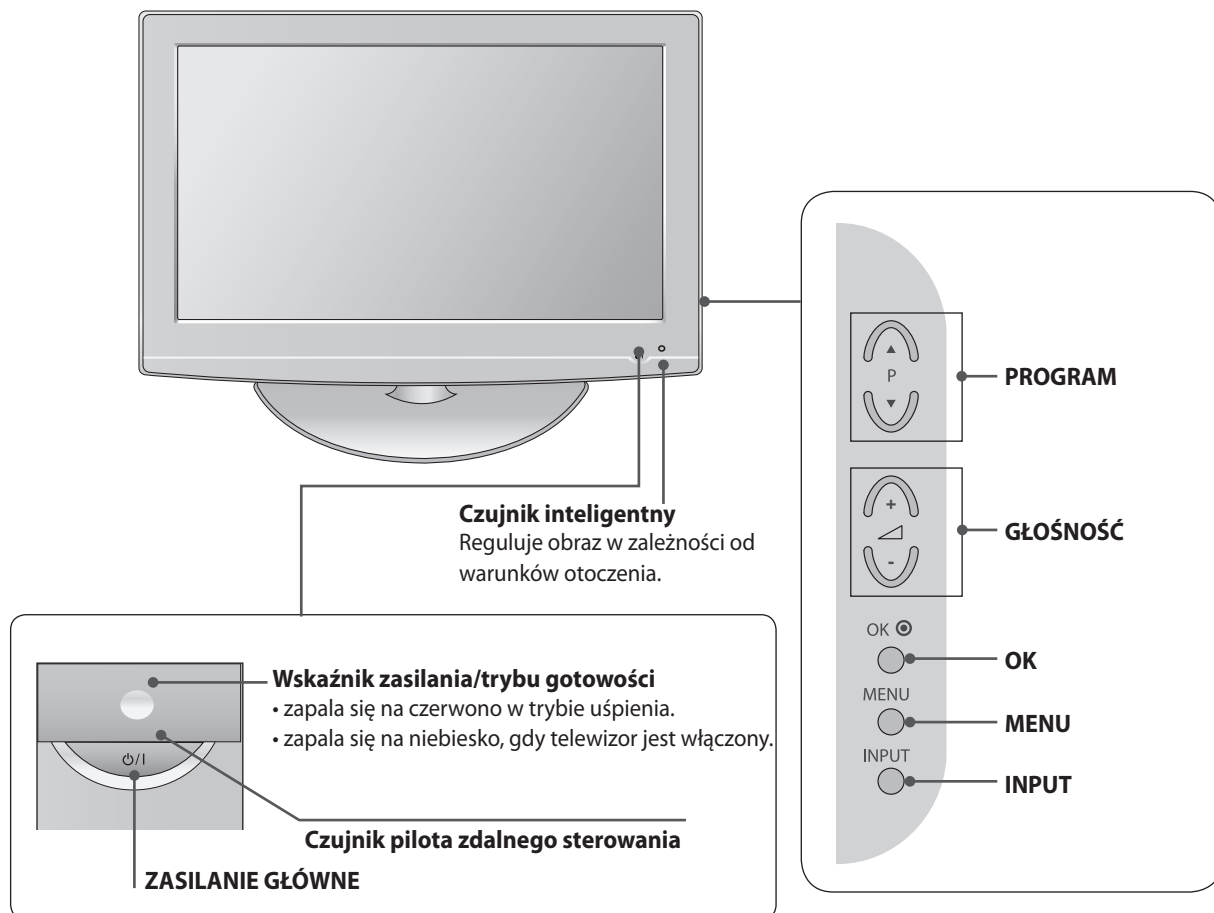 P
PROGRAM
+
GŁOŚNOŚĆ
-
Czujnik inteligentny
Reguluje obraz w zależności od
warunków otoczenia.
OK
OK
MENU
MENU
INPUT
INPUT
Wskaźnik zasilania/trybu gotowości
• zapala się na czerwono w trybie uśpienia.
• zapala się na niebiesko, gdy telewizor jest włączony.
/I
Czujnik pilota zdalnego sterowania
ZASILANIE GŁÓWNE